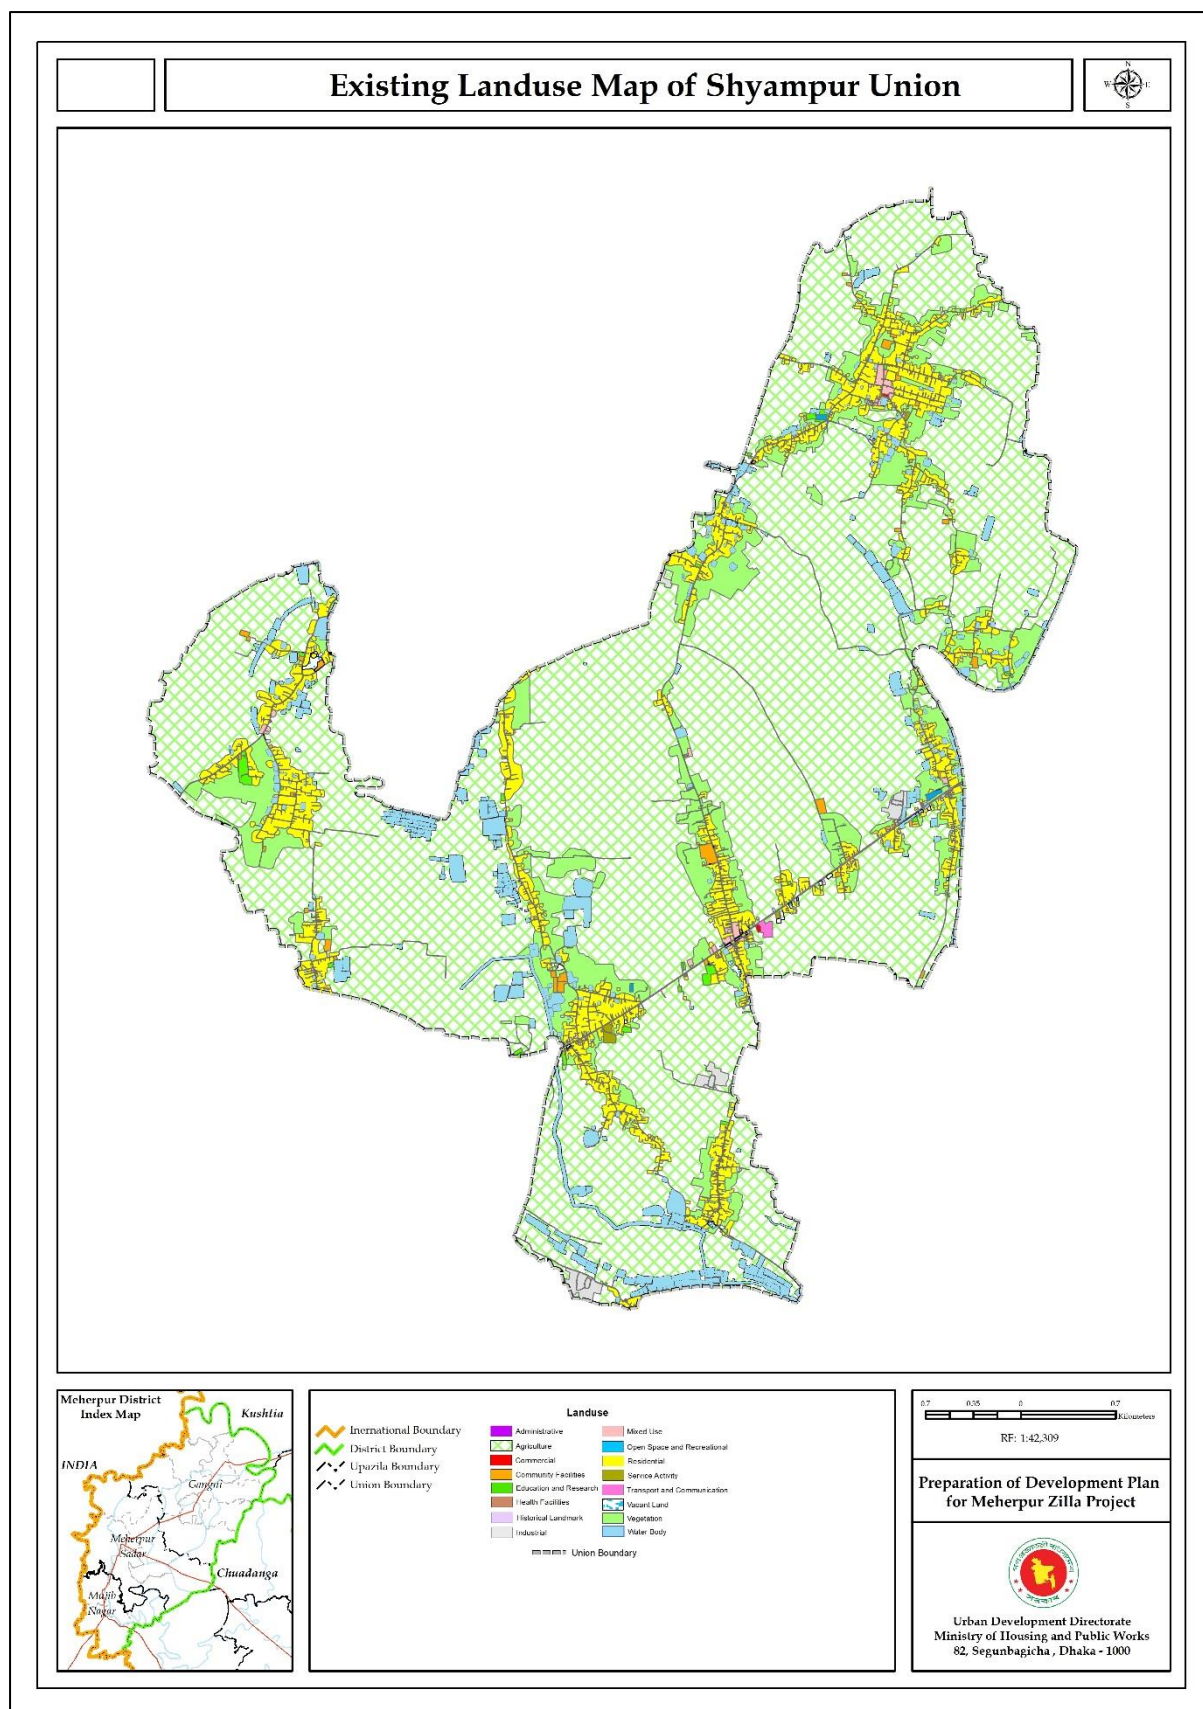 Existing Landuse Map of Shyampur Union
N
W
E
S
Meherpur District
Index Map
Kushtia
INDIA
Gangni
Meherpur
Sadar
Mujib
Nagar
Chuadanga
Inernational Boundary
District Boundary
Upazila Boundary
Union Boundary
Landuse
Administrative
Agriculture
Commercial
Community Facilities
Education and Research
Health Facilities
Historical Landmark
Industrial
Mixed Use
Open Space and Recreational
Residential
Service Activity
Transport and Communication
Vacant Land
Vegetation
Water Body
Union Boundary
0.7 0.35 0 0.7
Kilometers
RF: 1:42,309
Preparation of Development Plan
for Meherpur Zilla Project
Urban Development Directorate
Ministry of Housing and Public Works
82, Segunbagicha , Dhaka - 1000